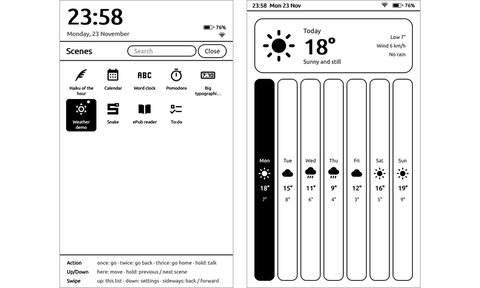 23:58
Monday, 23 November
76%
Scenes
Search
Close
Haiku of the hour
Calendar
ABC
Word clock
Pomodoro
Big typographi...
Weather demo
Snake
ePub reader
To-do
Action once: go · twice: go back · thrice: go home · hold: talk
Up/Down here: move · hold: previous / next scene
Swipe up: this list · down: settings · sideways: back / forward
23:58 Mon 23 Nov
76%
Today
18°
Sunny and still
Low 7°
Wind 6 km/h
No rain
Mon Tue Wed Thu Fri Sat Sun
18° 15° 11° 9° 12° 16° 19°
7° 8° 6° 4° 3° 5° 9°